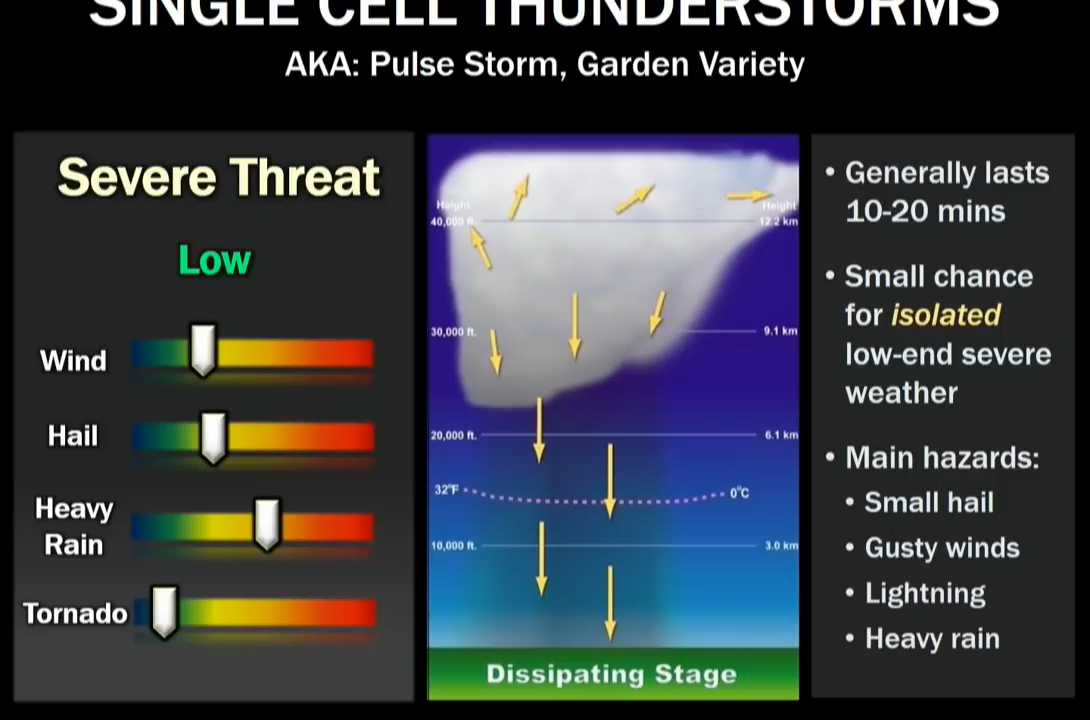 SINGLE CELL THUNDERSTORMS
AKA: Pulse Storm, Garden Variety
Severe Threat
Low
Wind
Hail
Heavy
Rain
Tornado
Height
40,000 ft.
Height
12.2 km
30,000 ft.
9.1 km
20,000 ft.
6.1 km
32°F
0°C
10,000 ft.
3.0 km
Dissipating Stage
• Generally lasts
10-20 mins
• Small chance
for isolated
low-end severe
weather
• Main hazards:
• Small hail
• Gusty winds
• Lightning
• Heavy rain